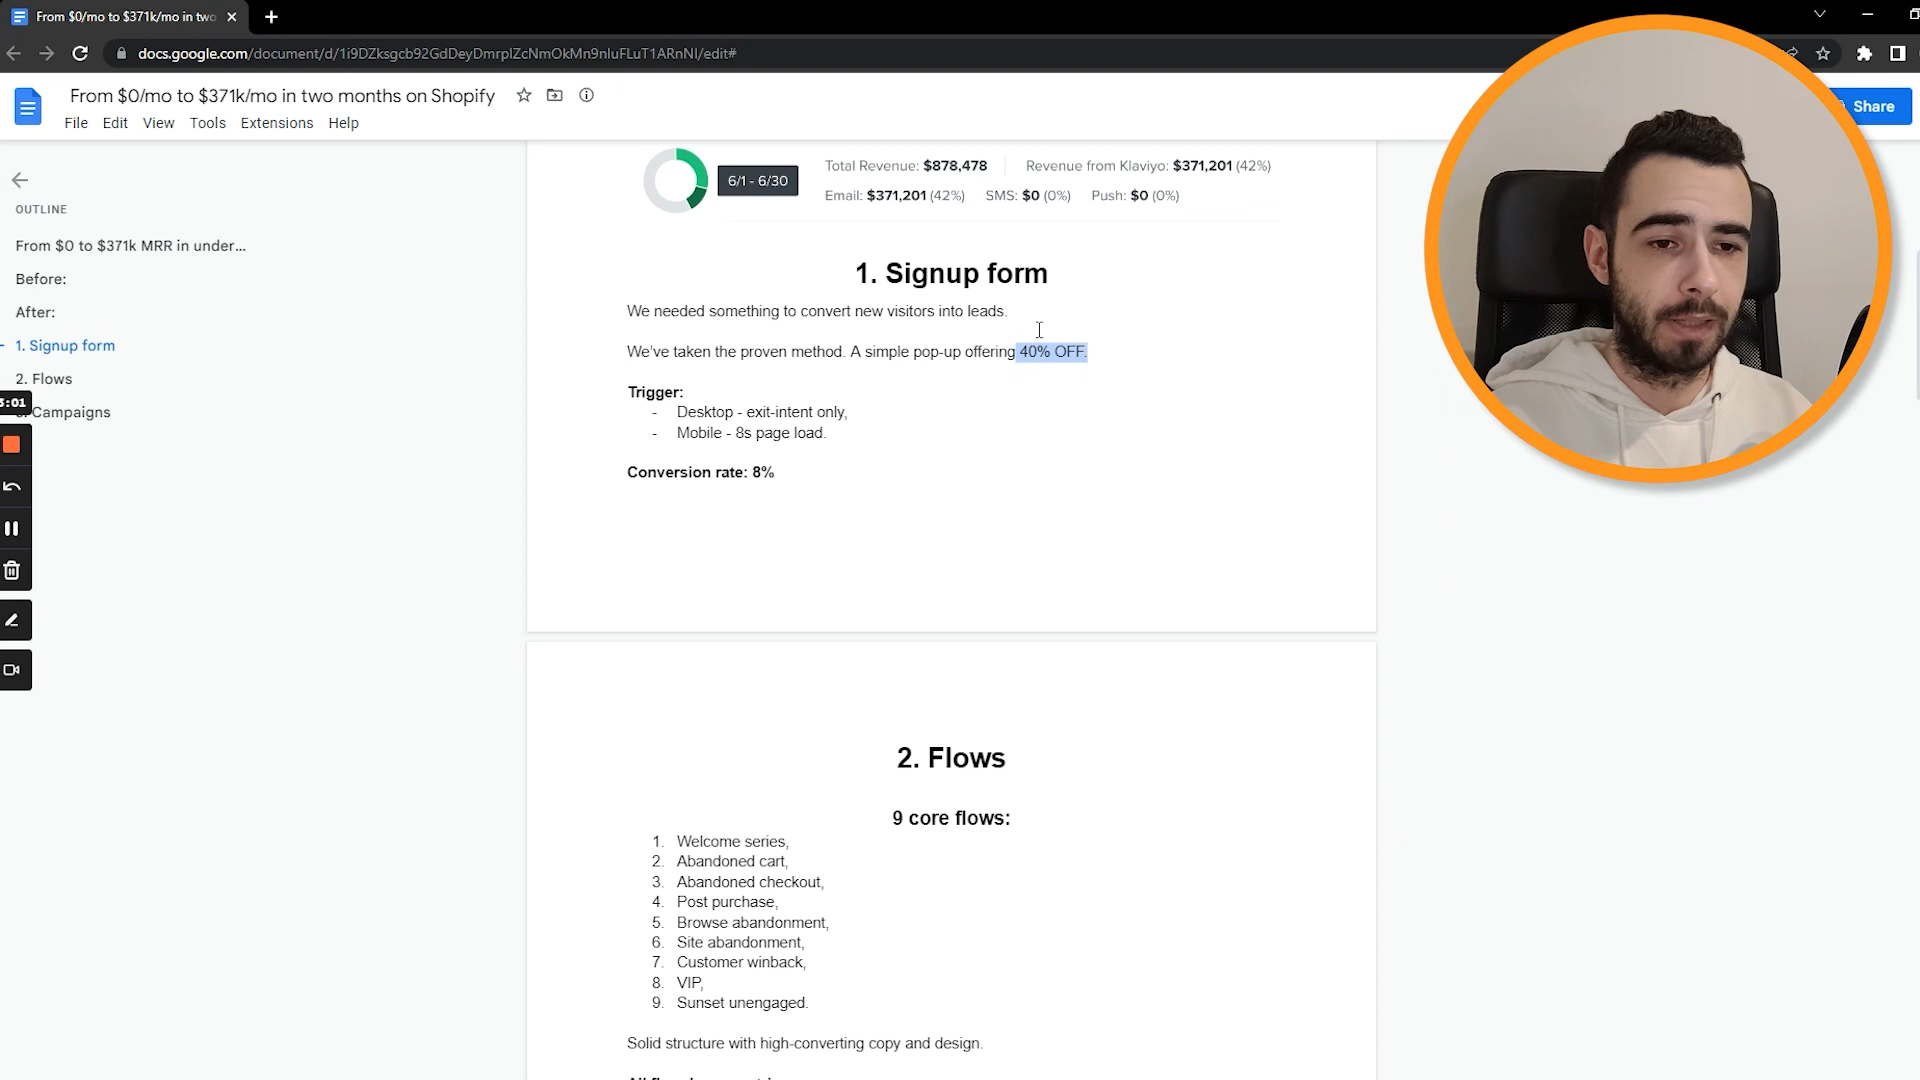 From $0/mo to $371k/mo in two
docs.google.com/document/d/1i9DZksgcb92GdDeyDmrpIZcNmOkMn9nIuFLuT1ARnNI/edit#
From $0/mo to $371k/mo in two months on Shopify
File Edit View Tools Extensions Help
Share
OUTLINE
From $0 to $371k MRR in under...
Before:
After:
1. Signup form
2. Flows
Campaigns
3:01
6/1 - 6/30
Total Revenue: $878,478 Revenue from Klaviyo: $371,201 (42%)
Email: $371,201 (42%) SMS: $0 (0%) Push: $0 (0%)
1. Signup form
We needed something to convert new visitors into leads.
We've taken the proven method. A simple pop-up offering 40% OFF.
Trigger:
- Desktop - exit-intent only,
- Mobile - 8s page load.
Conversion rate: 8%
2. Flows
9 core flows:
1. Welcome series,
2. Abandoned cart,
3. Abandoned checkout,
4. Post purchase,
5. Browse abandonment,
6. Site abandonment,
7. Customer winback,
8. VIP,
9. Sunset unengaged.
Solid structure with high-converting copy and design.